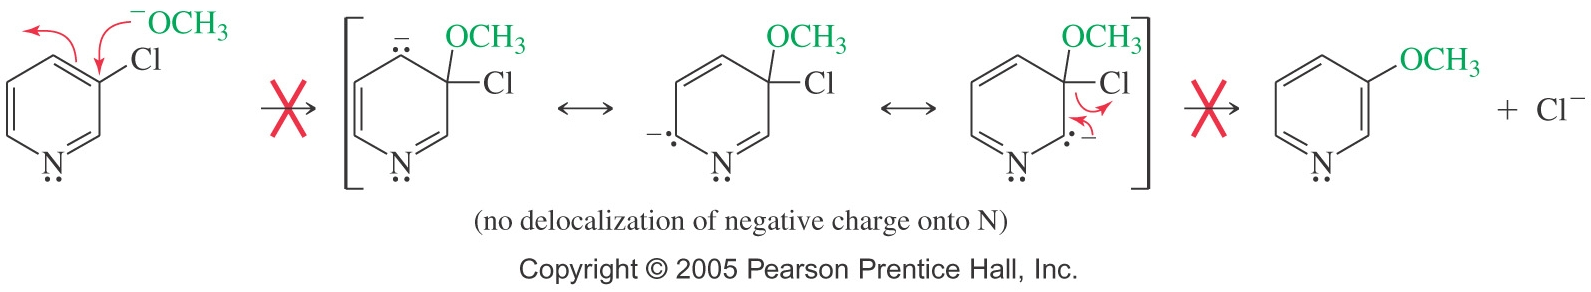 ⁻OCH₃
Cl
N
OCH₃
Cl
N
OCH₃
Cl
N
OCH₃
Cl
N
OCH₃
N
+ Cl⁻
(no delocalization of negative charge onto N)
Copyright © 2005 Pearson Prentice Hall, Inc.